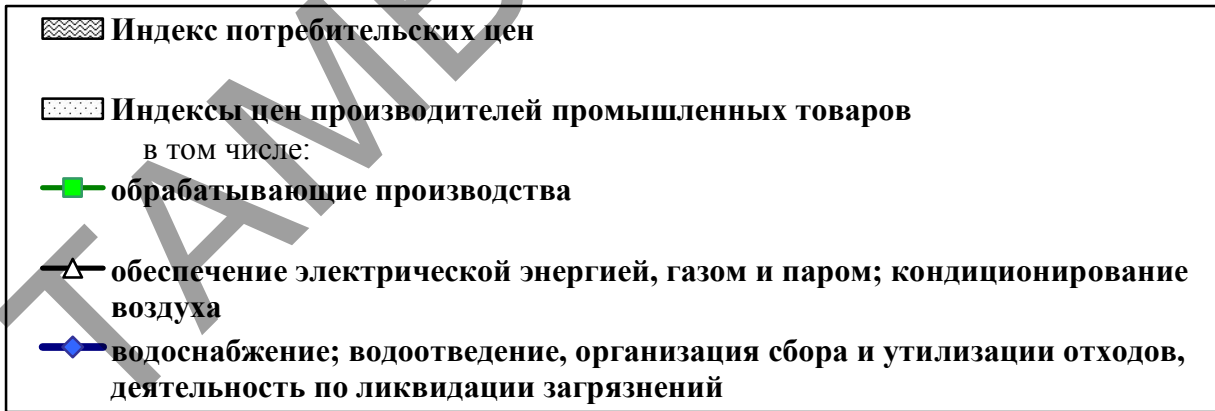 Индекс потребительских цен
Индексы цен производителей промышленных товаров
в том числе:
обрабатывающие производства
обеспечение электрической энергией, газом и паром; кондиционирование
воздуха
водоснабжение; водоотведение, организация сбора и утилизации отходов,
деятельность по ликвидации загрязнений
TAMB